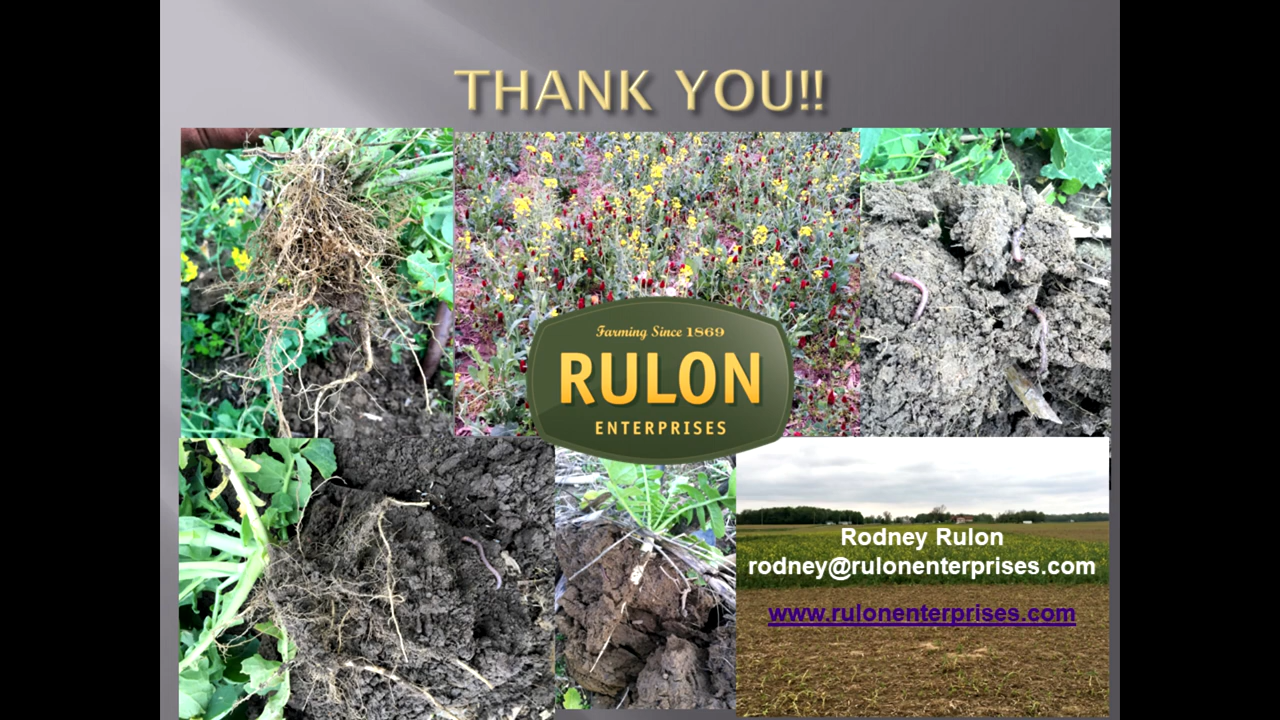 THANK YOU!!
Farming Since 1869
RULON
ENTERPRISES
Rodney Rulon
rodney@rulonenterprises.com
www.rulonenterprises.com